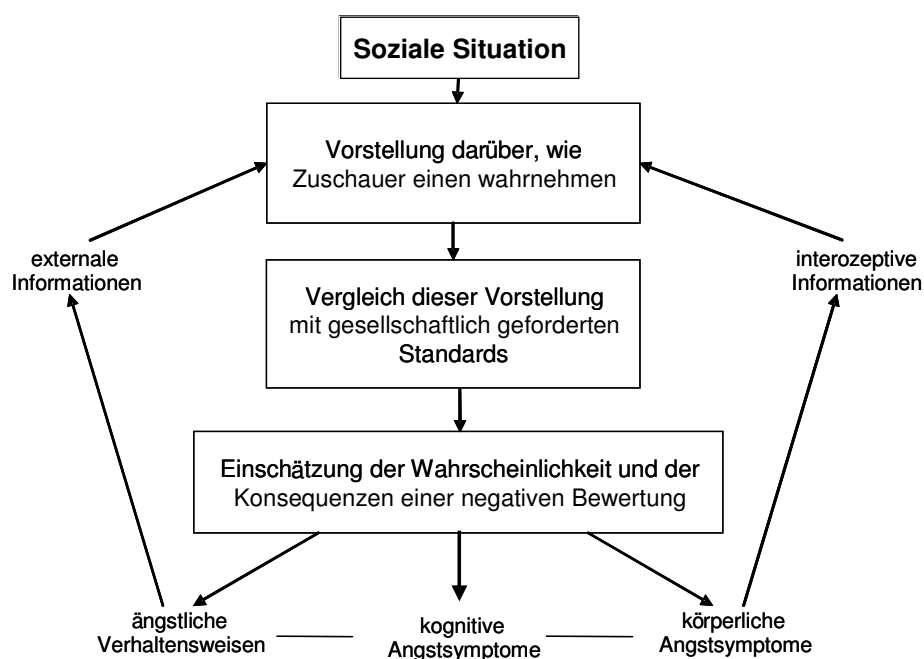 Soziale Situation
Vorstellung darüber, wie
Zuschauer einen wahrnehmen
externale
Informationen
interozeptive
Informationen
Vergleich dieser Vorstellung
mit gesellschaftlich geforderten
Standards
Einschätzung der Wahrscheinlichkeit und der
Konsequenzen einer negativen Bewertung
ängstliche
Verhaltensweisen
kognitive
Angstsymptome
körperliche
Angstsymptome